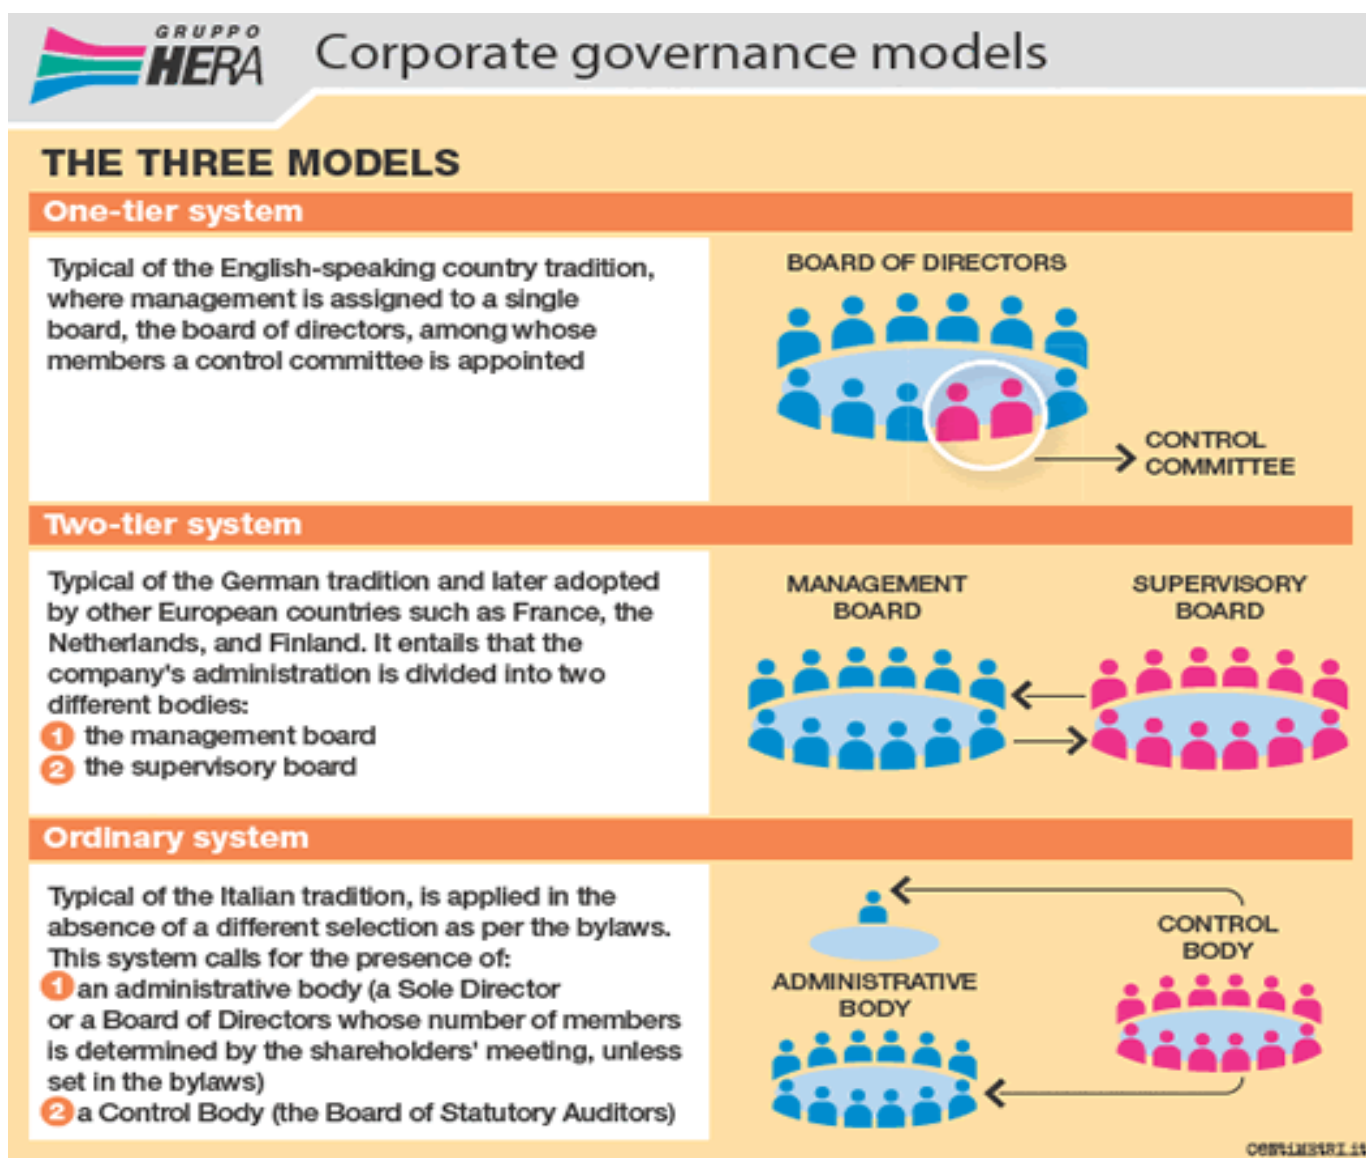 GRUPPO
HERA
Corporate governance models
THE THREE MODELS
One-tier system
Typical of the English-speaking country tradition,
where management is assigned to a single
board, the board of directors, among whose
members a control committee is appointed
BOARD OF DIRECTORS
CONTROL
COMMITTEE
Two-tier system
Typical of the German tradition and later adopted
by other European countries such as France, the
Netherlands, and Finland. It entails that the
company's administration is divided into two
different bodies:
1 the management board
2 the supervisory board
MANAGEMENT
BOARD
SUPERVISORY
BOARD
Ordinary system
Typical of the Italian tradition, is applied in the
absence of a different selection as per the bylaws.
This system calls for the presence of:
1 an administrative body (a Sole Director
or a Board of Directors whose number of members
is determined by the shareholders' meeting, unless
set in the bylaws)
2 a Control Body (the Board of Statutory Auditors)
ADMINISTRATIVE
BODY
CONTROL
BODY
centimetri.it